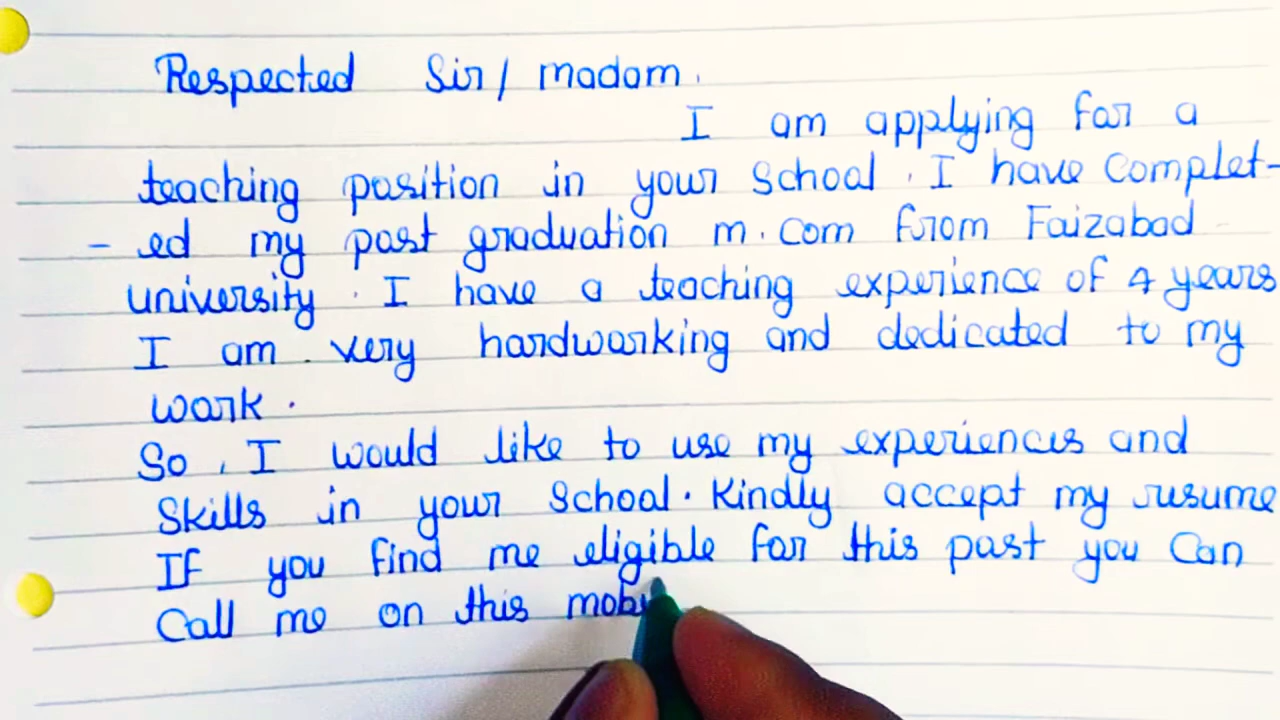 Respected Sir / madam.
I am applying for a
teaching position in your School. I have Complet-
- ed my post graduation m. Com from Faizabad
university. I have a teaching experience of 4 years
I am very hardworking and dedicated to my
work.
So, I would like to use my experiences and
Skills in your School. Kindly accept my resume
If you find me eligible for this post you Can
Call me on this mob